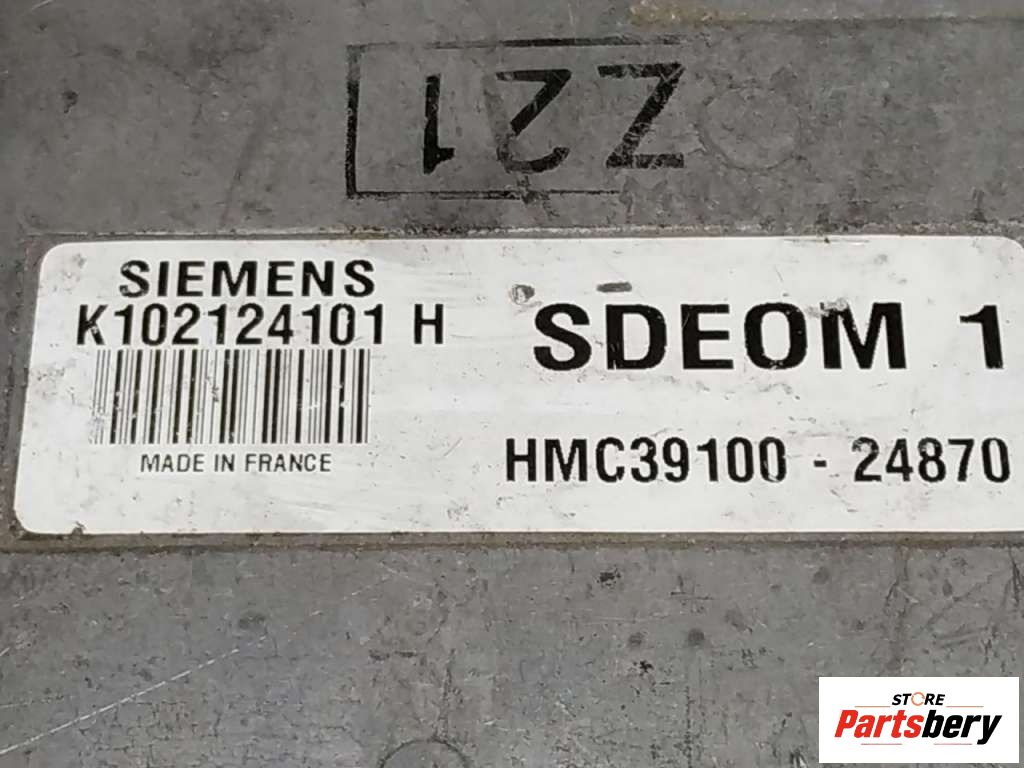 Z21
SIEMENS
K102124101 H
MADE IN FRANCE
SDEOM 1
HMC39100 - 24870
STORE
Partsbery